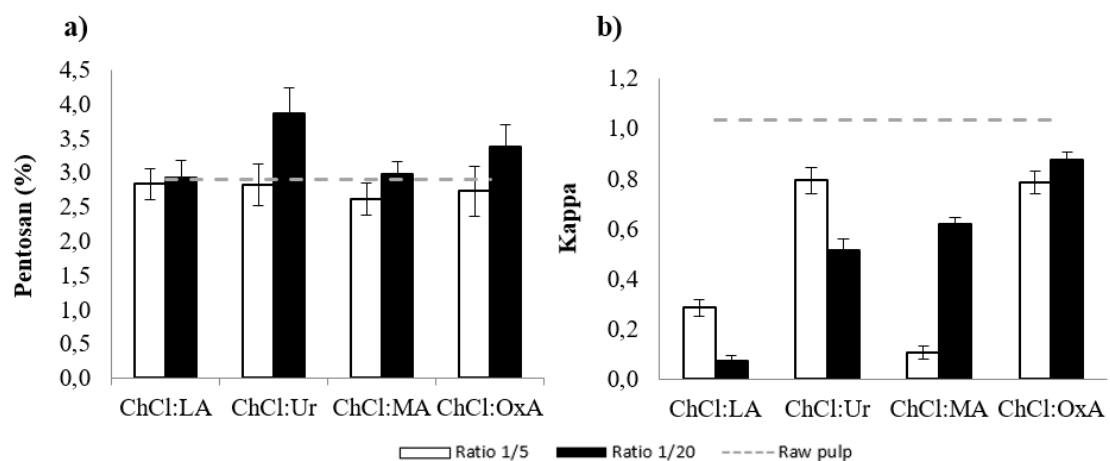 a)
Pentosan (%)
4,5
4,0
3,5
3,0
2,5
2,0
1,5
1,0
0,5
0,0
ChCl:LA ChCl:Ur ChCl:MA ChCl:OxA
b)
Kappa
1,2
1,0
0,8
0,6
0,4
0,2
0,0
ChCl:LA ChCl:Ur ChCl:MA ChCl:OxA
Ratio 1/5 Ratio 1/20 Raw pulp